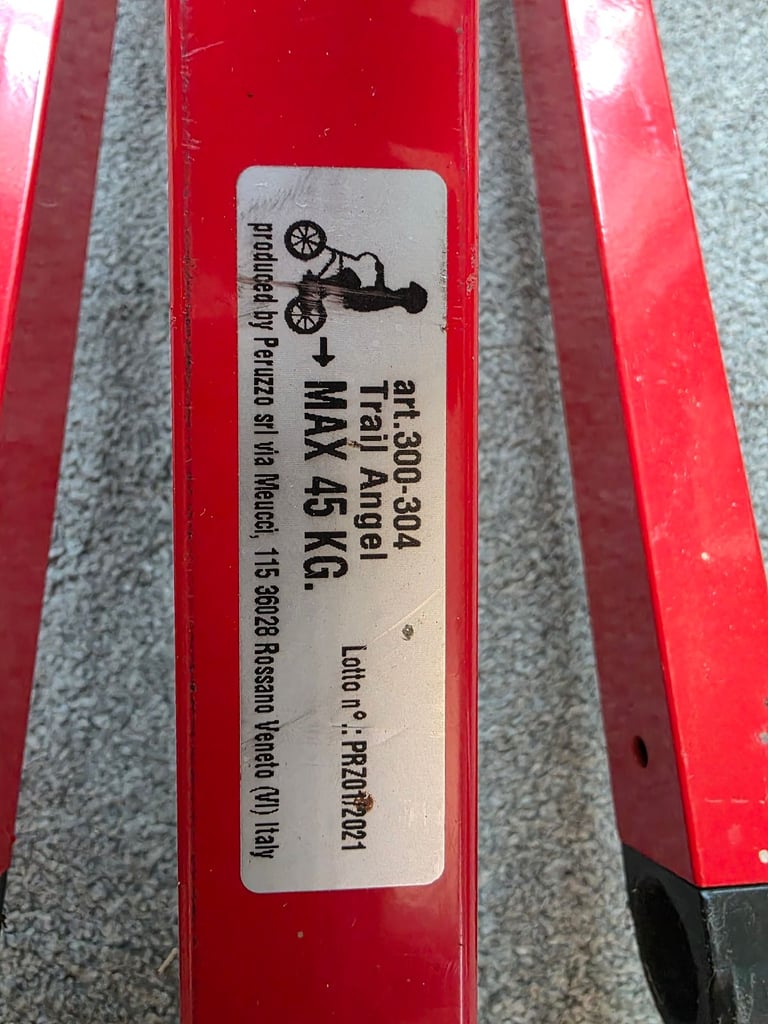 art.300-304
Trail Angel
MAX 45 KG.
Lotto n°.: PRZ01/2021
produced by Peruzzo srl via Meucci, 115 36028 Rossano Veneto (VI) Italy